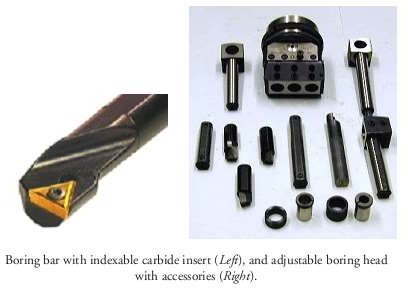 Boring bar with indexable carbide insert (Left), and adjustable boring head
with accessories (Right).